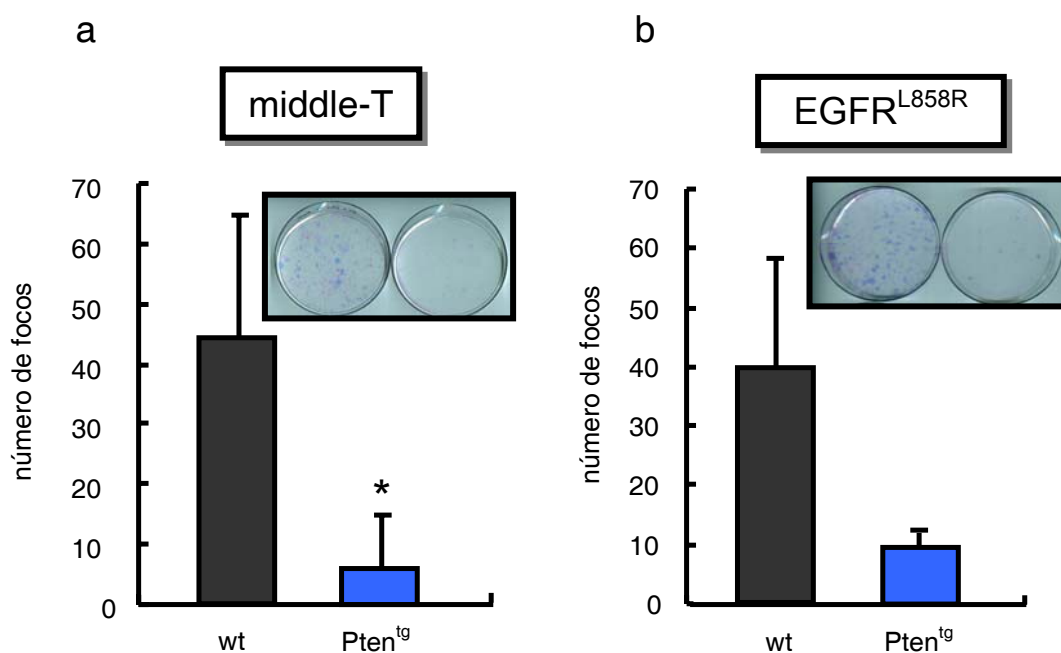 a
middle-T
70
60
50
40
30
20
10
0
número de focos
*
wt
Pten^tg
b
EGFR^L858R
70
60
50
40
30
20
10
0
número de focos
wt
Pten^tg